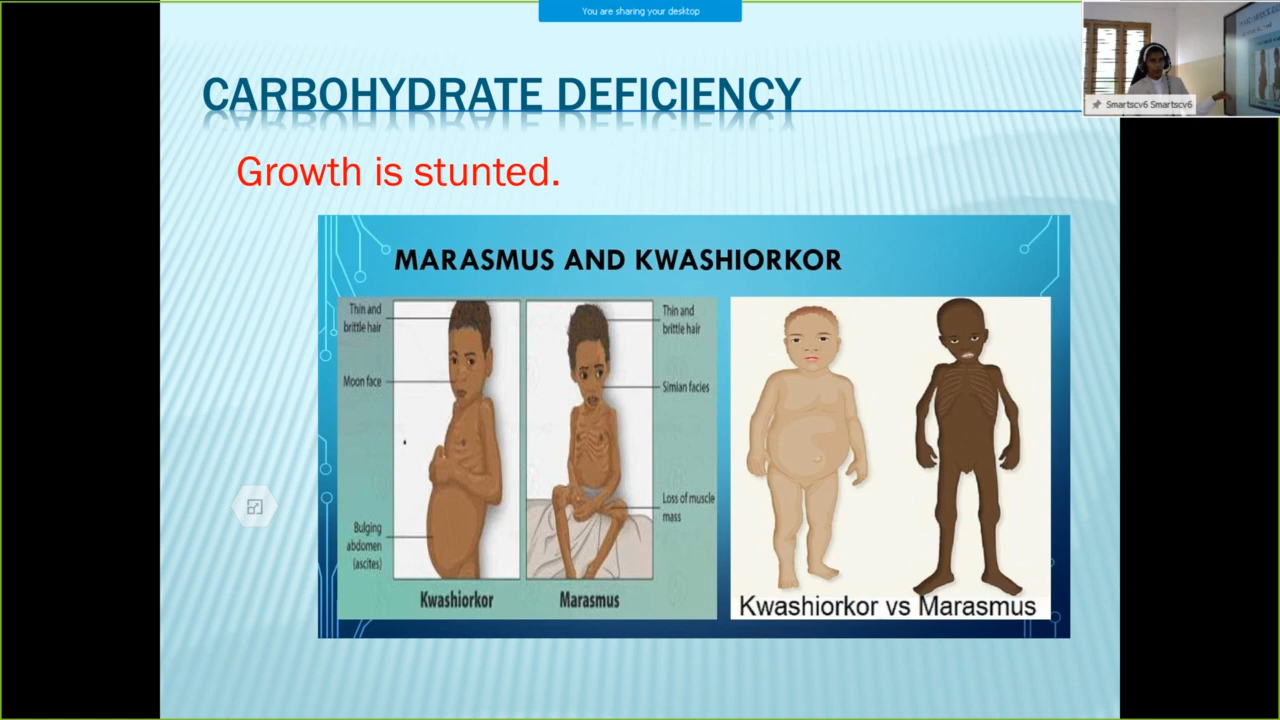 You are sharing your desktop
Smartscv6 Smartscv6
CARBOHYDRATE DEFICIENCY
Growth is stunted.
MARASMUS AND KWASHIORKOR
Thin and
brittle hair
Moon face
Bulging
abdomen
(ascites)
Kwashiorkor
Thin and
brittle hair
Simian facies
Loss of muscle
mass
Marasmus
Kwashiorkor vs Marasmus